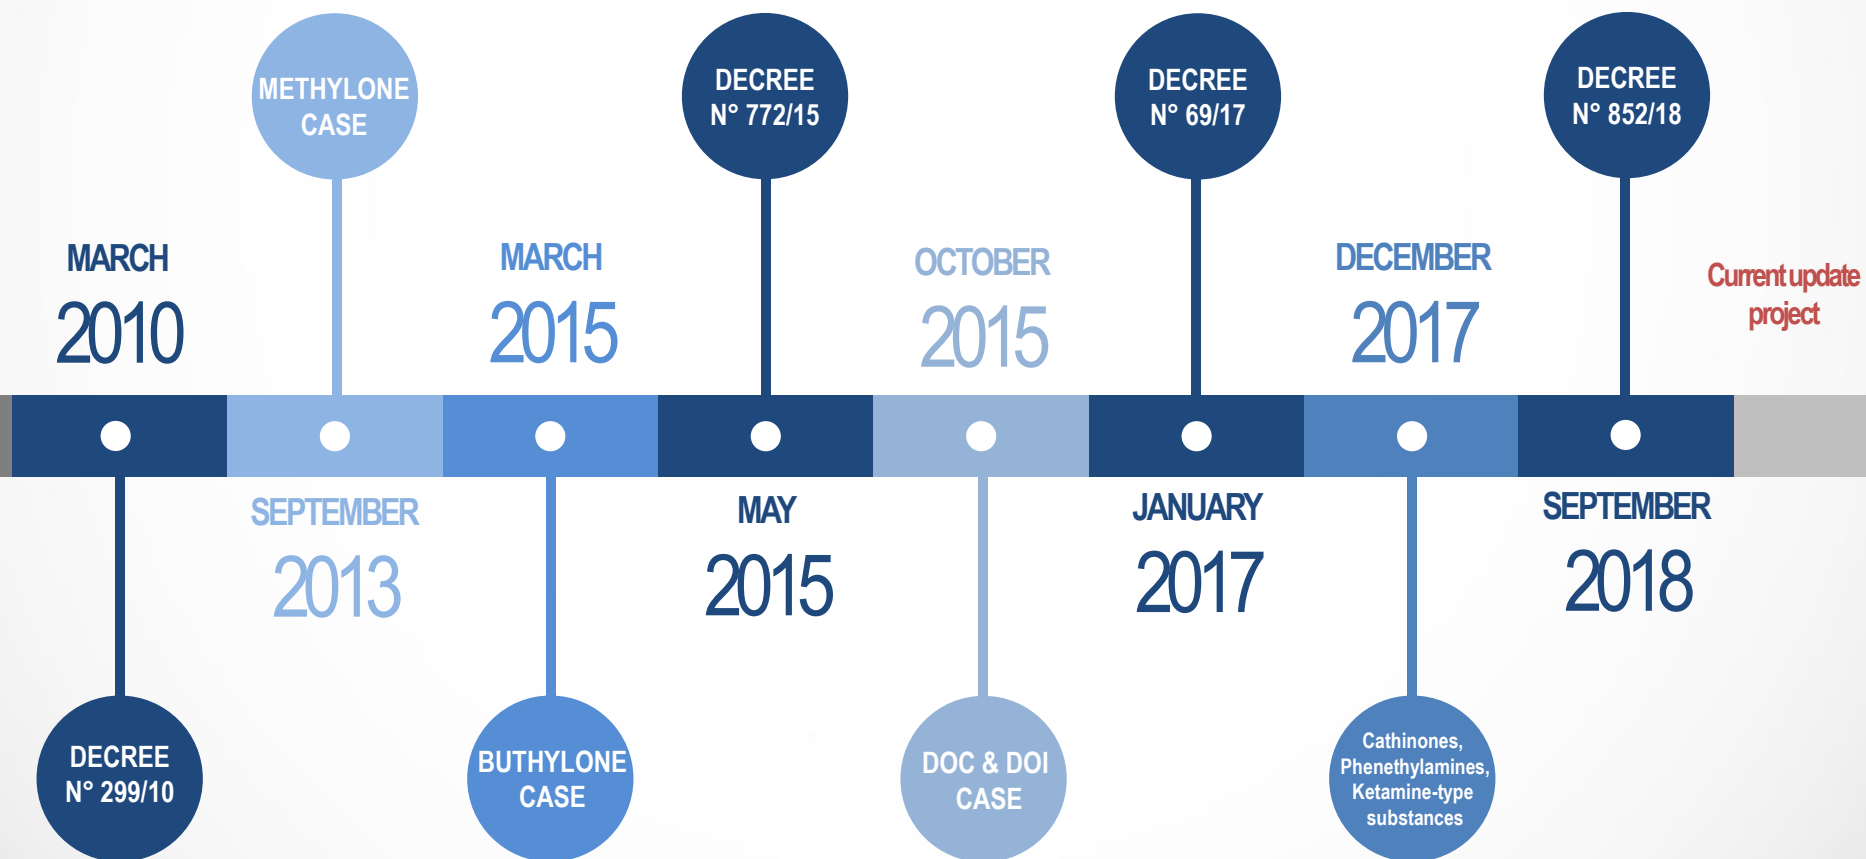 MARCH
2010
DECREE
N° 299/10
METHYLONE
CASE
SEPTEMBER
2013
MARCH
2015
BUTHYLONE
CASE
DECREE
N° 772/15
MAY
2015
OCTOBER
2015
DOC & DOI
CASE
DECREE
N° 69/17
JANUARY
2017
DECEMBER
2017
Cathinones,
Phenethylamines,
Ketamine-type
substances
DECREE
N° 852/18
SEPTEMBER
2018
Current update
project